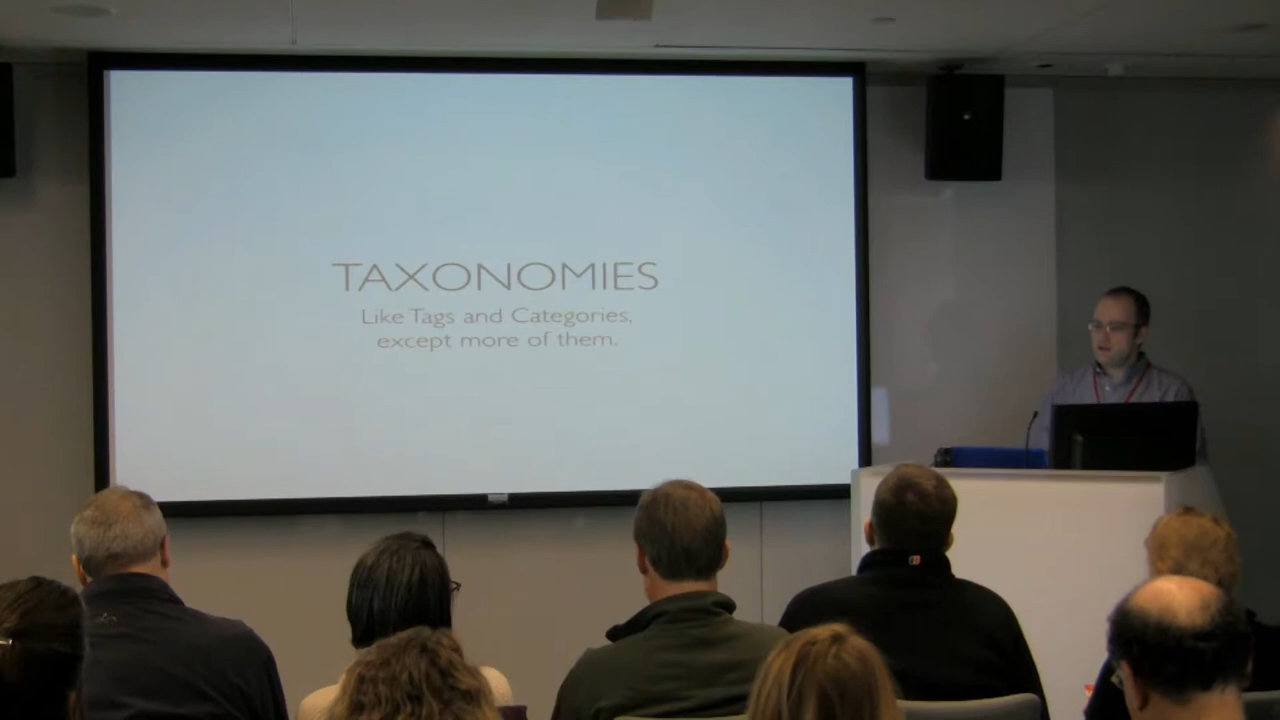 TAXONOMIES
Like Tags and Categories,
except more of them.